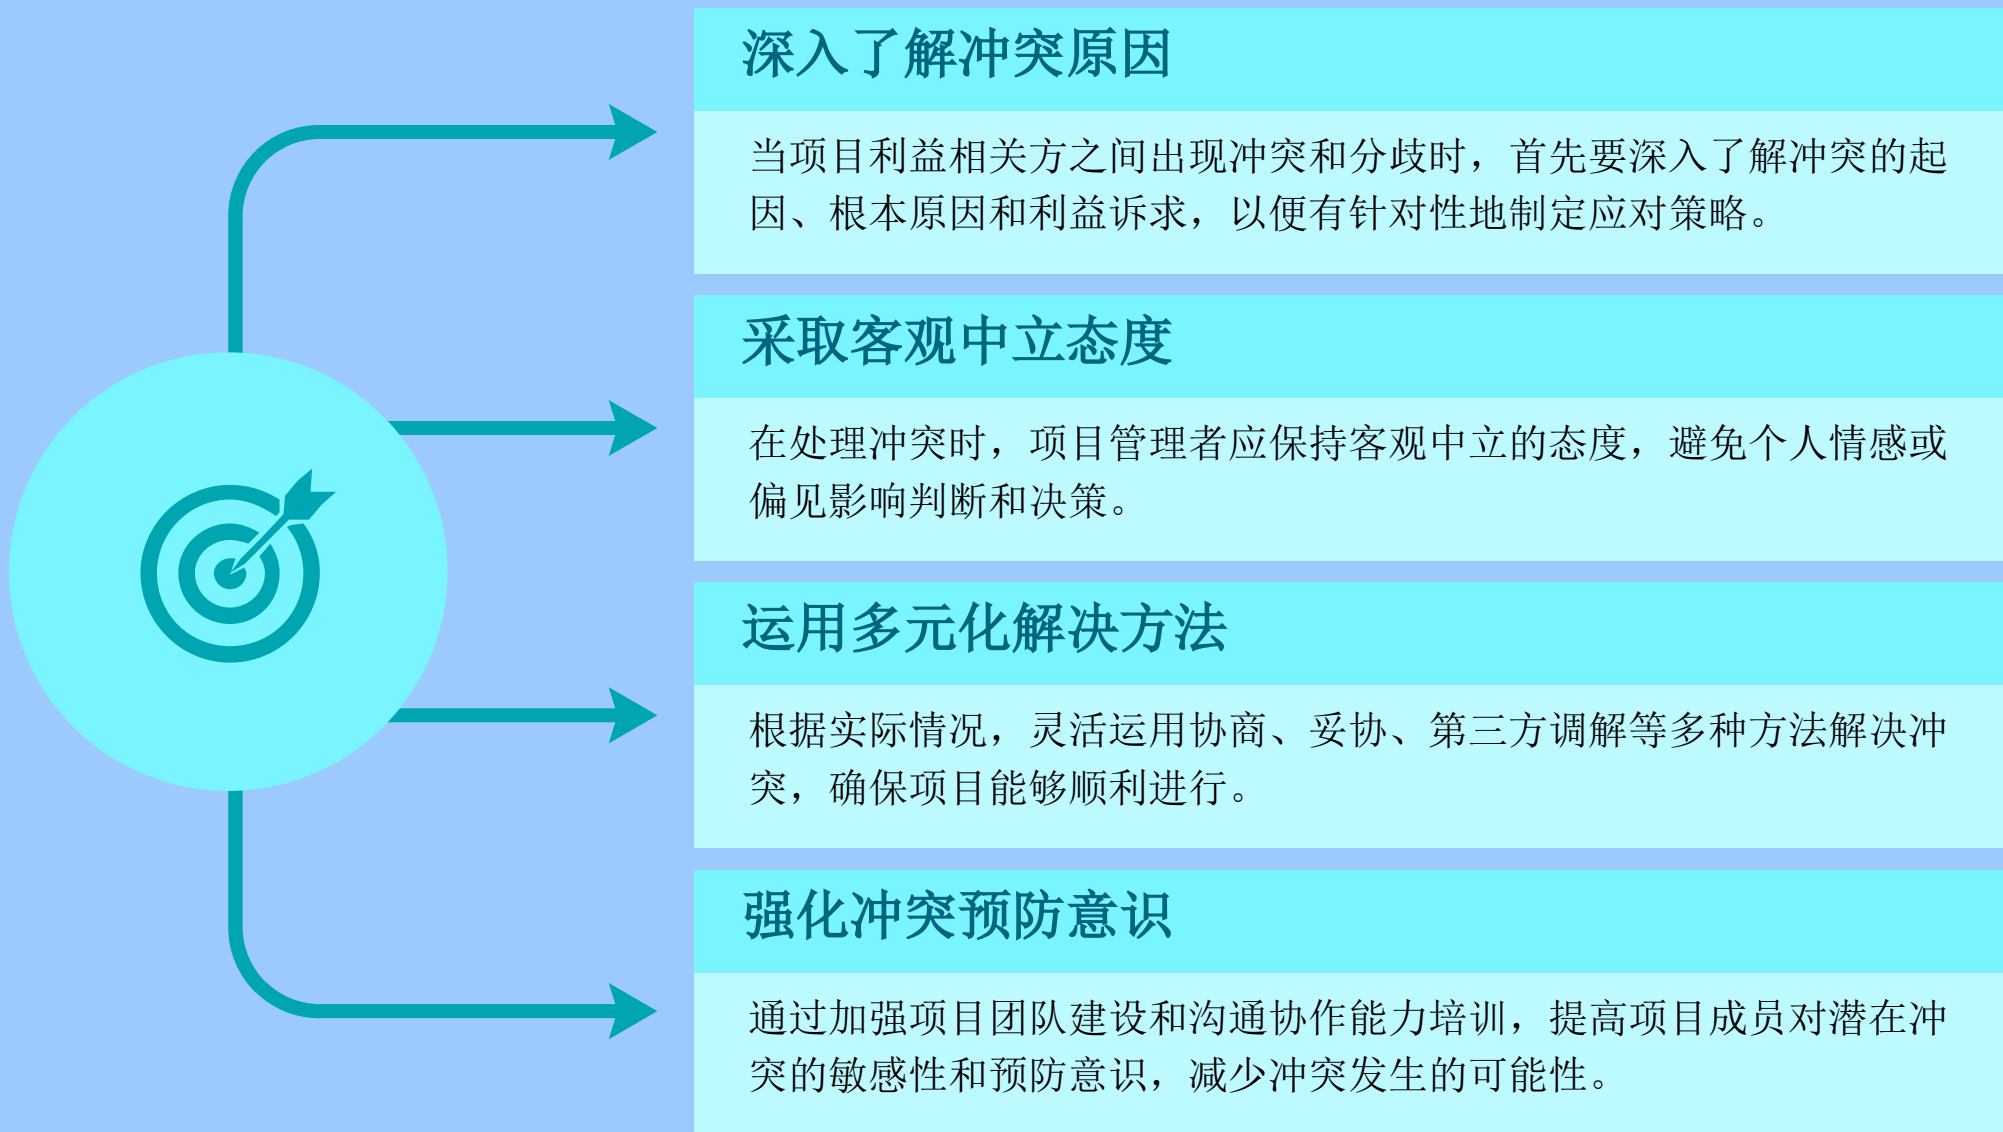 深入了解冲突原因
当项目利益相关方之间出现冲突和分歧时，首先要深入了解冲突的起
因、根本原因和利益诉求，以便有针对性地制定应对策略。
采取客观中立态度
在处理冲突时，项目管理者应保持客观中立的态度，避免个人情感或
偏见影响判断和决策。
运用多元化解决方法
根据实际情况，灵活运用协商、妥协、第三方调解等多种方法解决冲
突，确保项目能够顺利进行。
强化冲突预防意识
通过加强项目团队建设和沟通协作能力培训，提高项目成员对潜在冲
突的敏感性和预防意识，减少冲突发生的可能性。